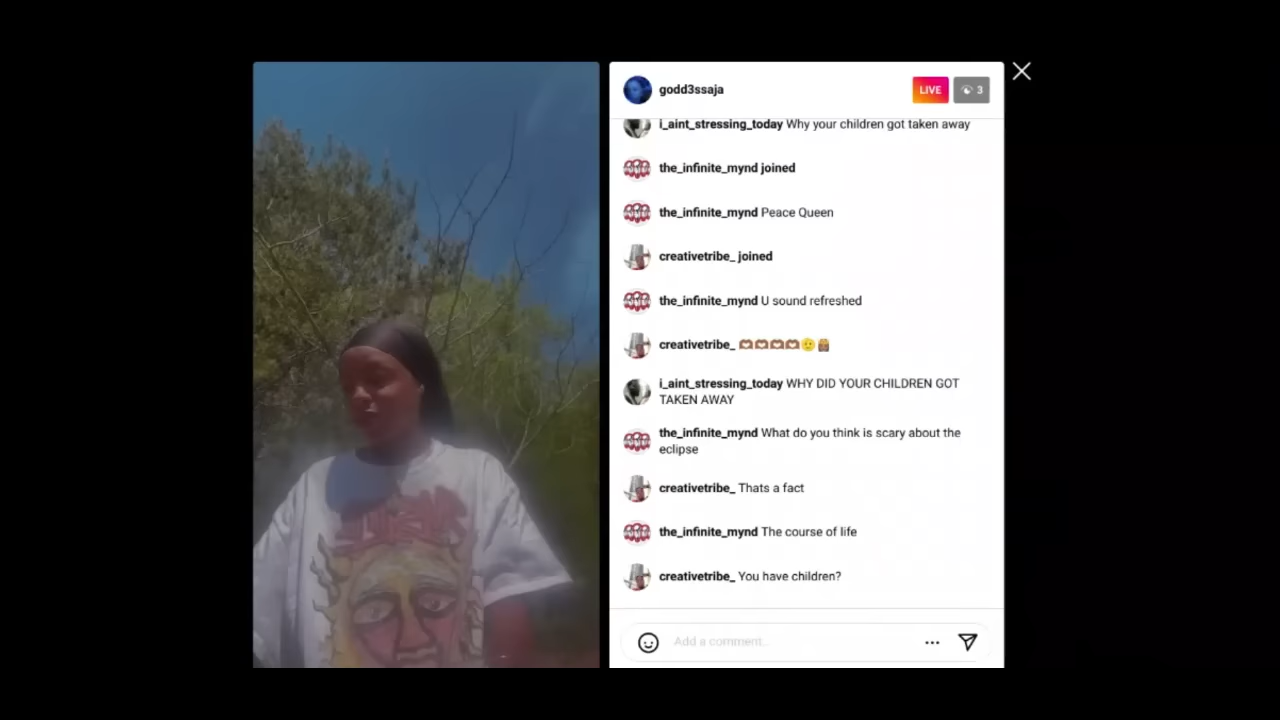 godd3ssaja
LIVE
3
i_aint_stressing_today Why your children got taken away
the_infinite_mynd joined
the_infinite_mynd Peace Queen
creativetribe_ joined
the_infinite_mynd U sound refreshed
creativetribe_ 🫶🏾🫶🏾🫶🏾🫶🏾🫡👸🏾
i_aint_stressing_today WHY DID YOUR CHILDREN GOT
TAKEN AWAY
the_infinite_mynd What do you think is scary about the
eclipse
creativetribe_ Thats a fact
the_infinite_mynd The course of life
creativetribe_ You have children?
Add a comment...